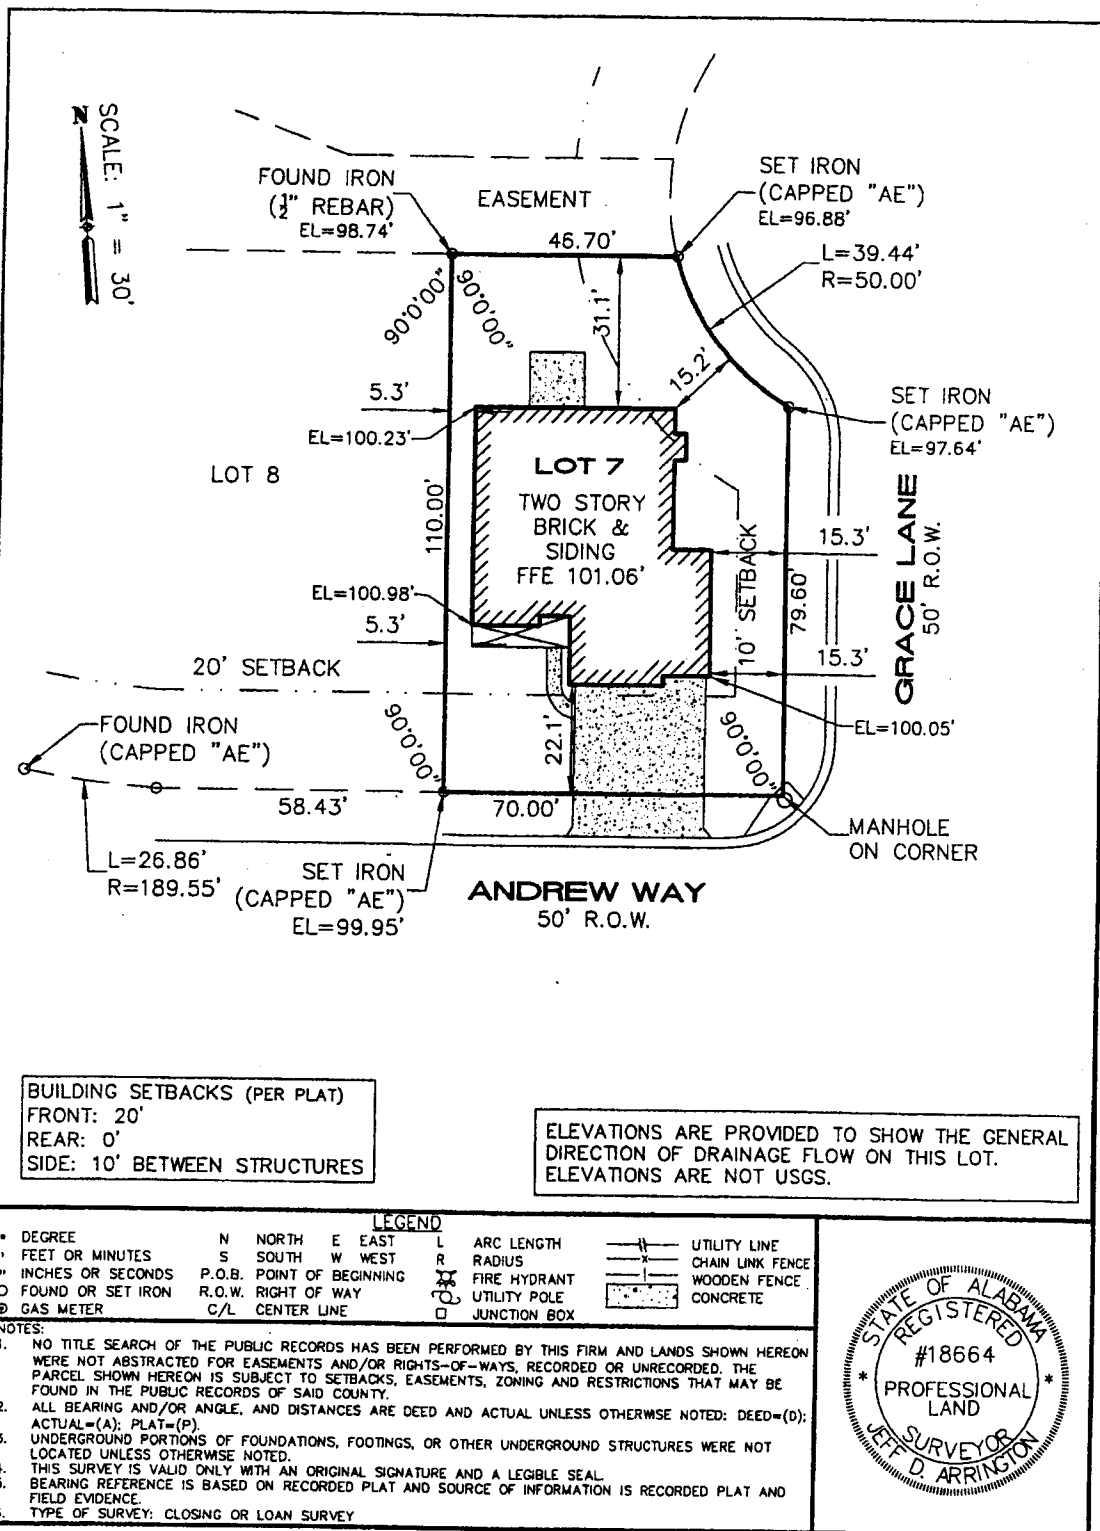 N
SCALE: 1" = 30'
FOUND IRON
(½" REBAR)
EL=98.74'
EASEMENT
SET IRON
(CAPPED "AE")
EL=96.88'
46.70'
L=39.44'
R=50.00'
90°0'00"
90°0'00"
31.1'
15.2'
5.3'
EL=100.23'
SET IRON
(CAPPED "AE")
EL=97.64'
LOT 8
110.00'
LOT 7
TWO STORY
BRICK &
SIDING
FFE 101.06'
10' SETBACK
15.3'
79.60'
GRACE LANE
50' R.O.W.
EL=100.98'
5.3'
15.3'
20' SETBACK
EL=100.05'
FOUND IRON
(CAPPED "AE")
90°0'00"
22.1'
90°0'00"
58.43'
70.00'
MANHOLE
ON CORNER
L=26.86'
R=189.55'
SET IRON
(CAPPED "AE")
EL=99.95'
ANDREW WAY
50' R.O.W.
BUILDING SETBACKS (PER PLAT)
FRONT: 20'
REAR: 0'
SIDE: 10' BETWEEN STRUCTURES
ELEVATIONS ARE PROVIDED TO SHOW THE GENERAL
DIRECTION OF DRAINAGE FLOW ON THIS LOT.
ELEVATIONS ARE NOT USGS.
LEGEND
° DEGREE N NORTH E EAST L ARC LENGTH UTILITY LINE
' FEET OR MINUTES S SOUTH W WEST R RADIUS CHAIN LINK FENCE
" INCHES OR SECONDS P.O.B. POINT OF BEGINNING FIRE HYDRANT WOODEN FENCE
FOUND OR SET IRON R.O.W. RIGHT OF WAY UTILITY POLE CONCRETE
GAS METER C/L CENTER LINE JUNCTION BOX
NOTES:
1. NO TITLE SEARCH OF THE PUBLIC RECORDS HAS BEEN PERFORMED BY THIS FIRM AND LANDS SHOWN HEREON
WERE NOT ABSTRACTED FOR EASEMENTS AND/OR RIGHTS-OF-WAYS, RECORDED OR UNRECORDED. THE
PARCEL SHOWN HEREON IS SUBJECT TO SETBACKS, EASEMENTS, ZONING AND RESTRICTIONS THAT MAY BE
FOUND IN THE PUBLIC RECORDS OF SAID COUNTY.
2. ALL BEARING AND/OR ANGLE, AND DISTANCES ARE DEED AND ACTUAL UNLESS OTHERWISE NOTED: DEED=(D);
ACTUAL=(A); PLAT=(P).
3. UNDERGROUND PORTIONS OF FOUNDATIONS, FOOTINGS, OR OTHER UNDERGROUND STRUCTURES WERE NOT
LOCATED UNLESS OTHERWISE NOTED.
4. THIS SURVEY IS VALID ONLY WITH AN ORIGINAL SIGNATURE AND A LEGIBLE SEAL.
5. BEARING REFERENCE IS BASED ON RECORDED PLAT AND SOURCE OF INFORMATION IS RECORDED PLAT AND
FIELD EVIDENCE.
6. TYPE OF SURVEY: CLOSING OR LOAN SURVEY
STATE OF ALABAMA
REGISTERED
#18664
* PROFESSIONAL *
LAND
SURVEYOR
JEFF D. ARRINGTON